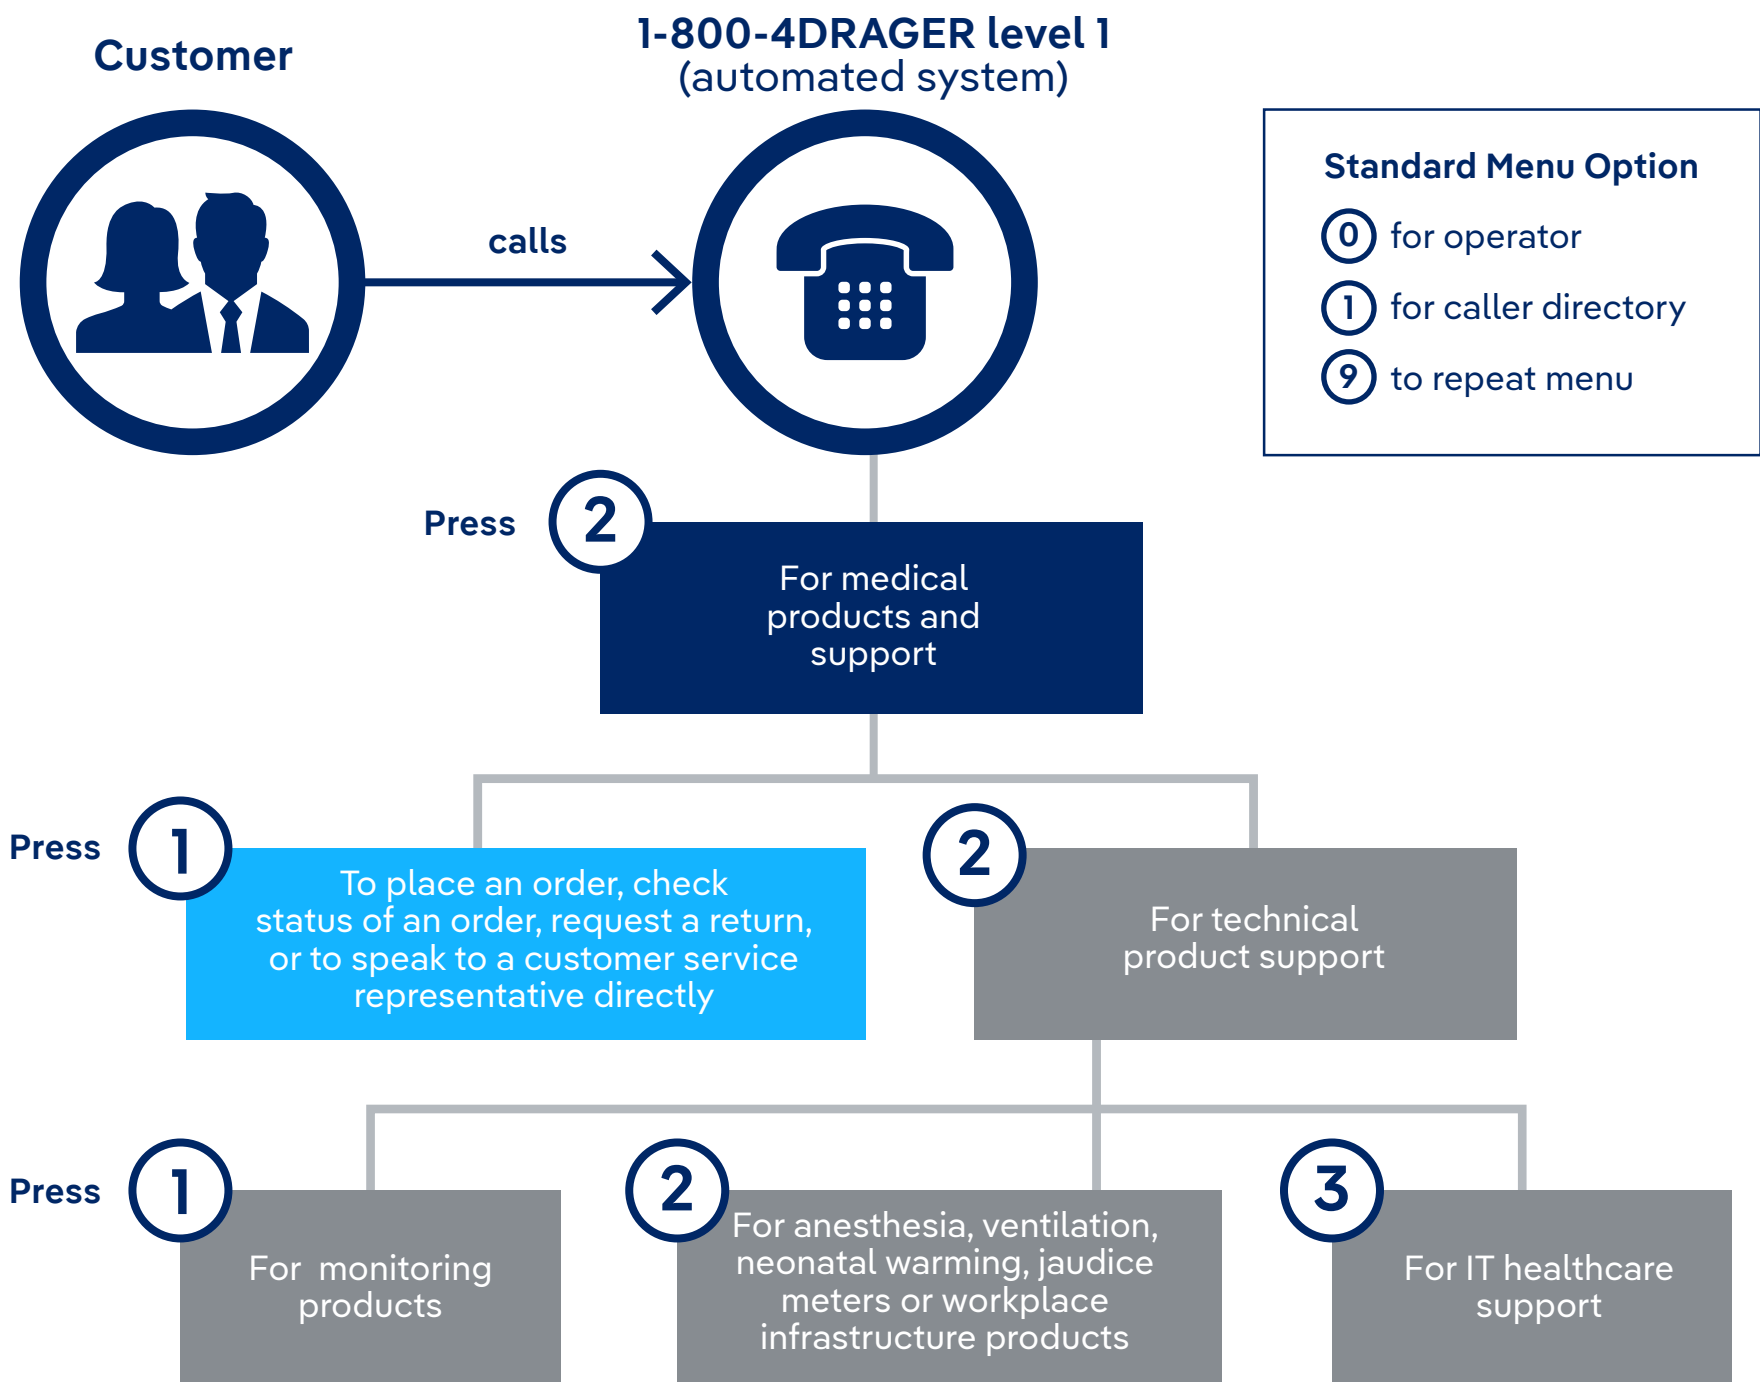 Customer
1-800-4DRAGER level 1
(automated system)
calls
Standard Menu Option
0 for operator
1 for caller directory
9 to repeat menu
Press 2
For medical
products and
support
Press 1
To place an order, check
status of an order, request a return,
or to speak to a customer service
representative directly
2
For technical
product support
Press 1
For monitoring
products
2
For anesthesia, ventilation,
neonatal warming, jaudice
meters or workplace
infrastructure products
3
For IT healthcare
support